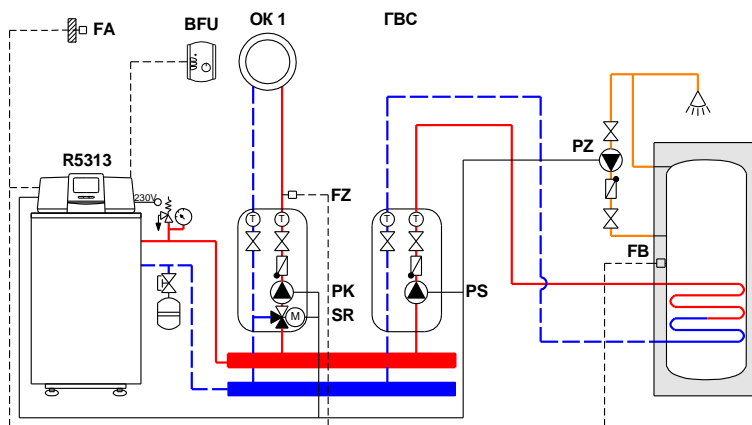 FA
BFU
ОК 1
ГВС
R5313
230V
FZ
PZ
T T
T T
FB
PK
PS
SR
M